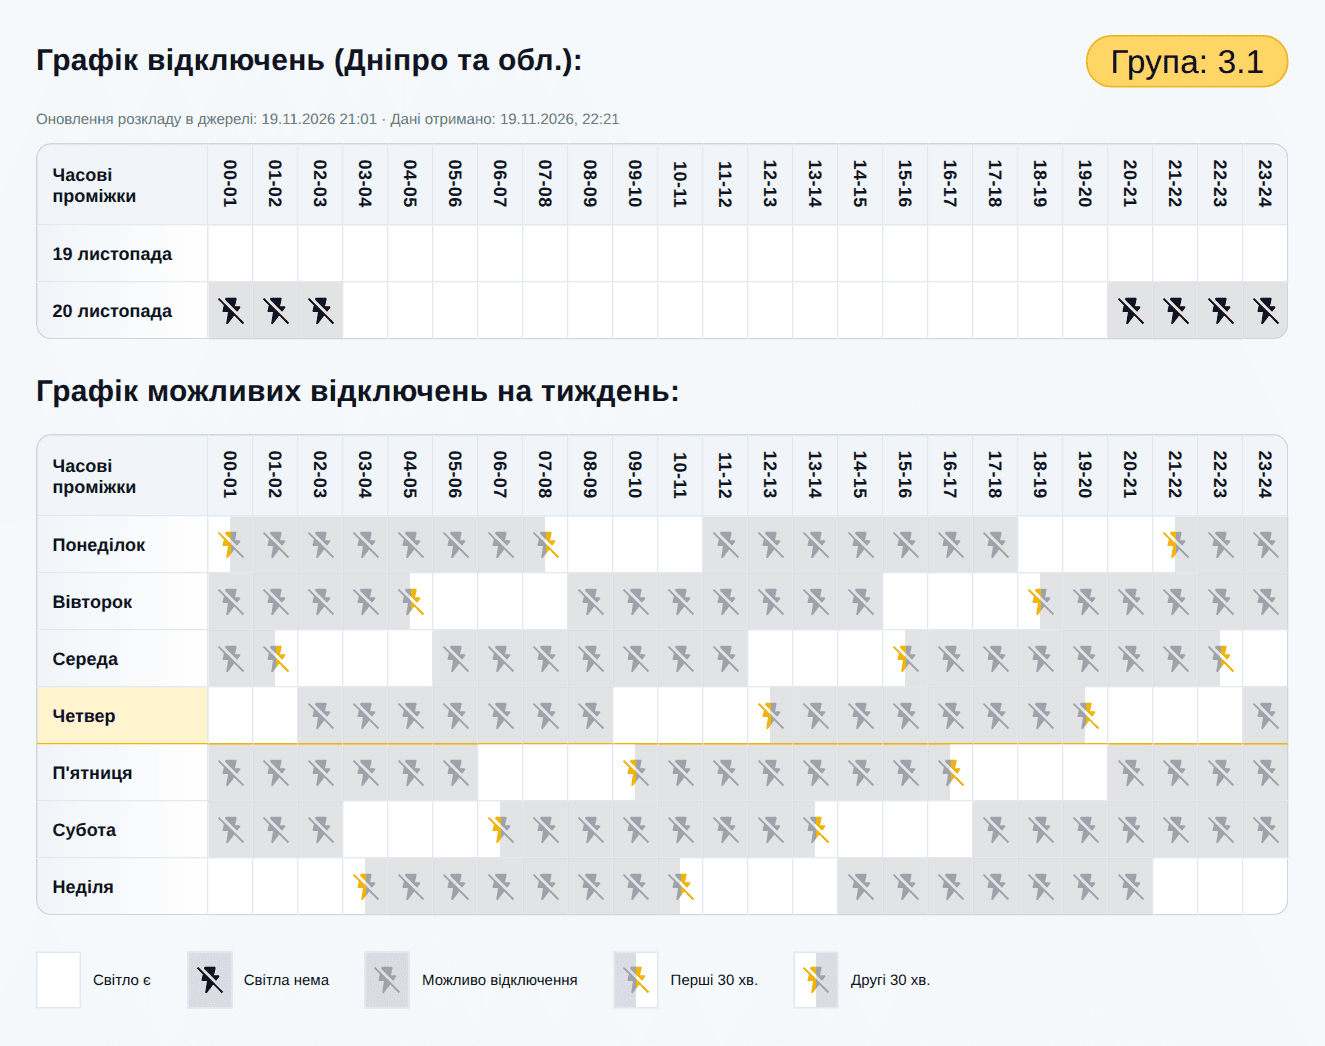 Графік відключень (Дніпро та обл.):
Група: 3.1
Оновлення розкладу в джерелі: 19.11.2026 21:01 · Дані отримано: 19.11.2026, 22:21
Часові
проміжки
00-01 01-02 02-03 03-04 04-05 05-06 06-07 07-08 08-09 09-10 10-11 11-12 12-13 13-14 14-15 15-16 16-17 17-18 18-19 19-20 20-21 21-22 22-23 23-24
19 листопада
20 листопада
Графік можливих відключень на тиждень:
Часові
проміжки
00-01 01-02 02-03 03-04 04-05 05-06 06-07 07-08 08-09 09-10 10-11 11-12 12-13 13-14 14-15 15-16 16-17 17-18 18-19 19-20 20-21 21-22 22-23 23-24
Понеділок
Вівторок
Середа
Четвер
П'ятниця
Субота
Неділя
Світло є
Світла нема
Можливо відключення
Перші 30 хв.
Другі 30 хв.